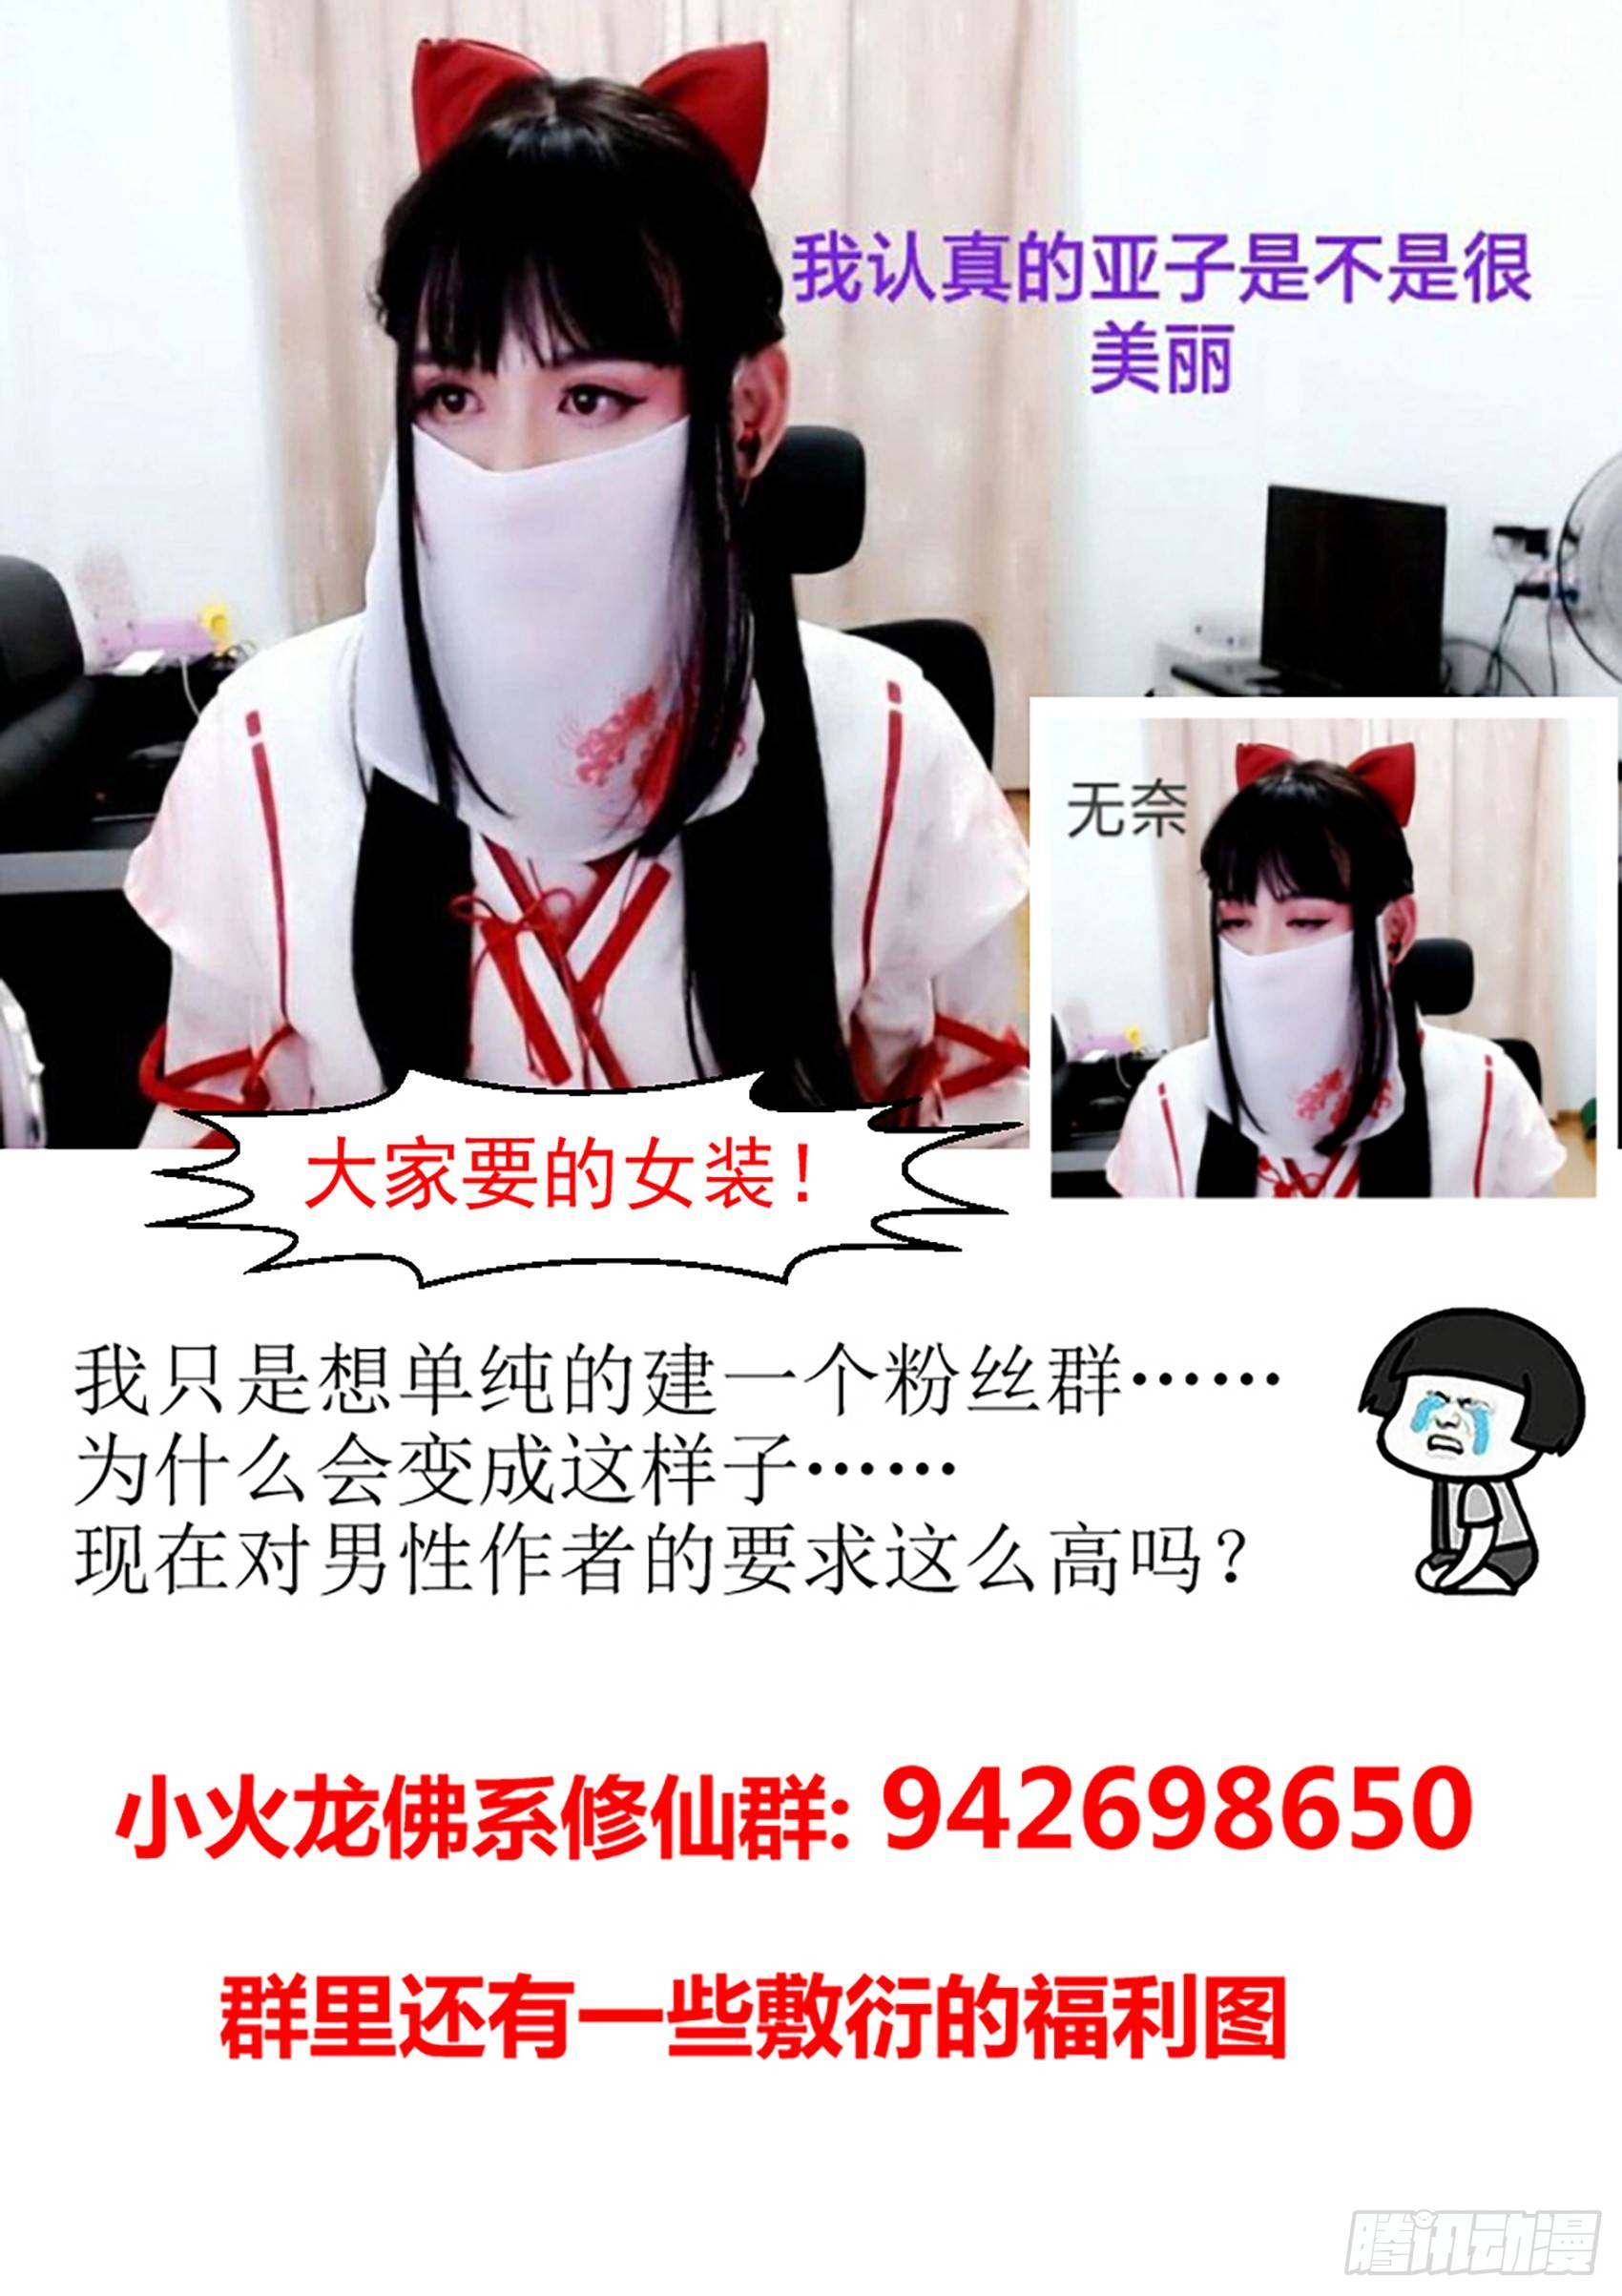 我认真的亚子是不是很
美丽
无奈
大家要的女装！
我只是想单纯的建一个粉丝群……
为什么会变成这样子……
现在对男性作者的要求这么高吗？
小火龙佛系修仙群: 942698650
群里还有一些敷衍的福利图
腾讯动漫